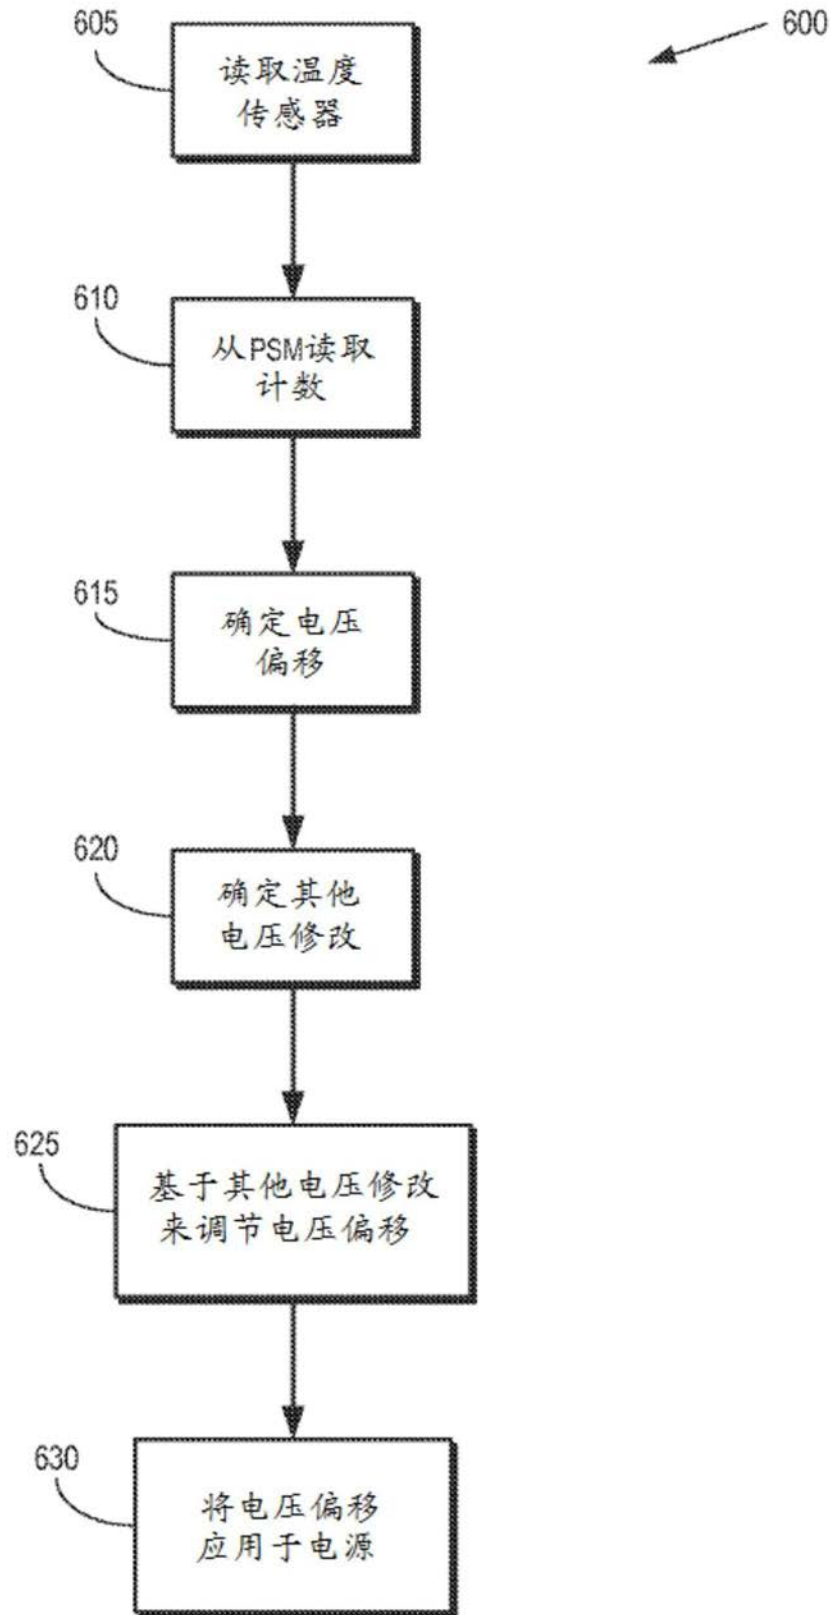 605
600
读取温度
传感器
610
从PSM读取
计数
615
确定电压
偏移
620
确定其他
电压修改
625
基于其他电压修改
来调节电压偏移
630
将电压偏移
应用于电源